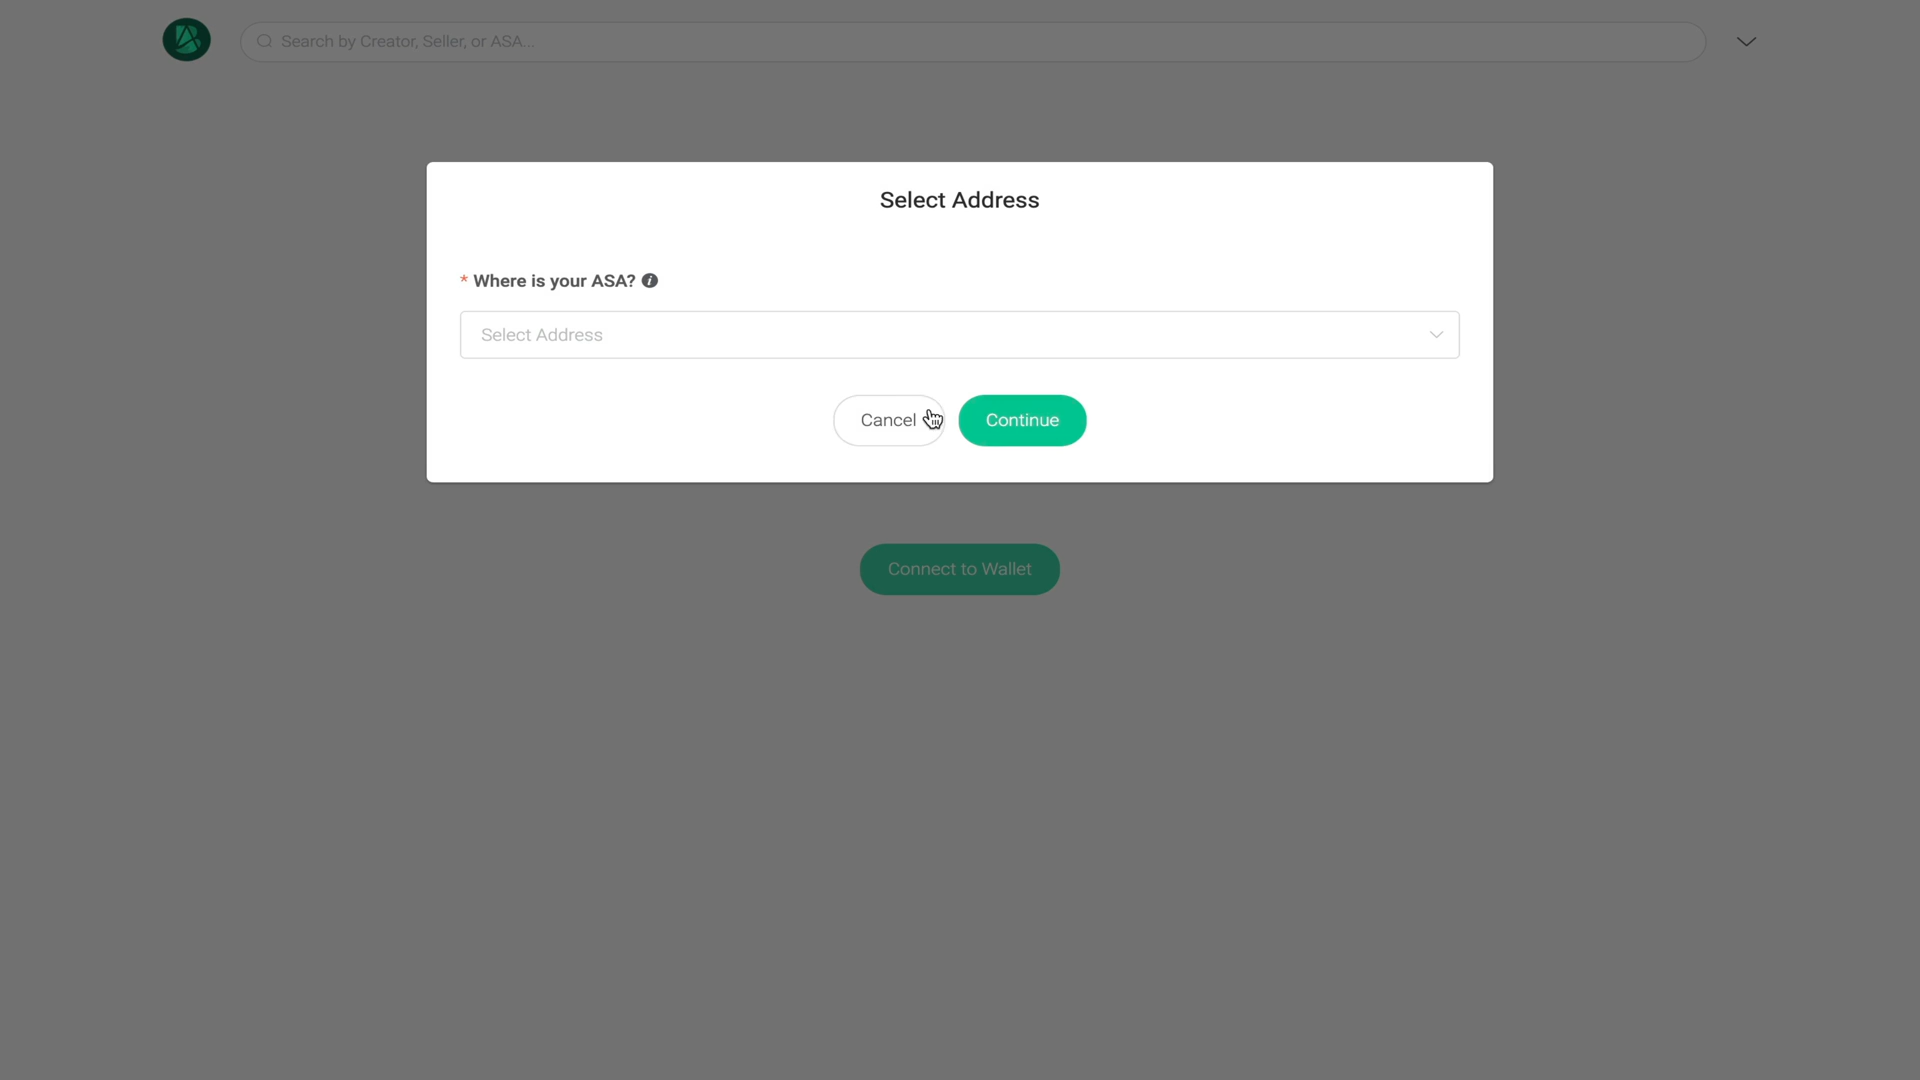 Search by Creator, Seller, or ASA...
Select Address
* Where is your ASA?
Select Address
Cancel
Continue
Connect to Wallet